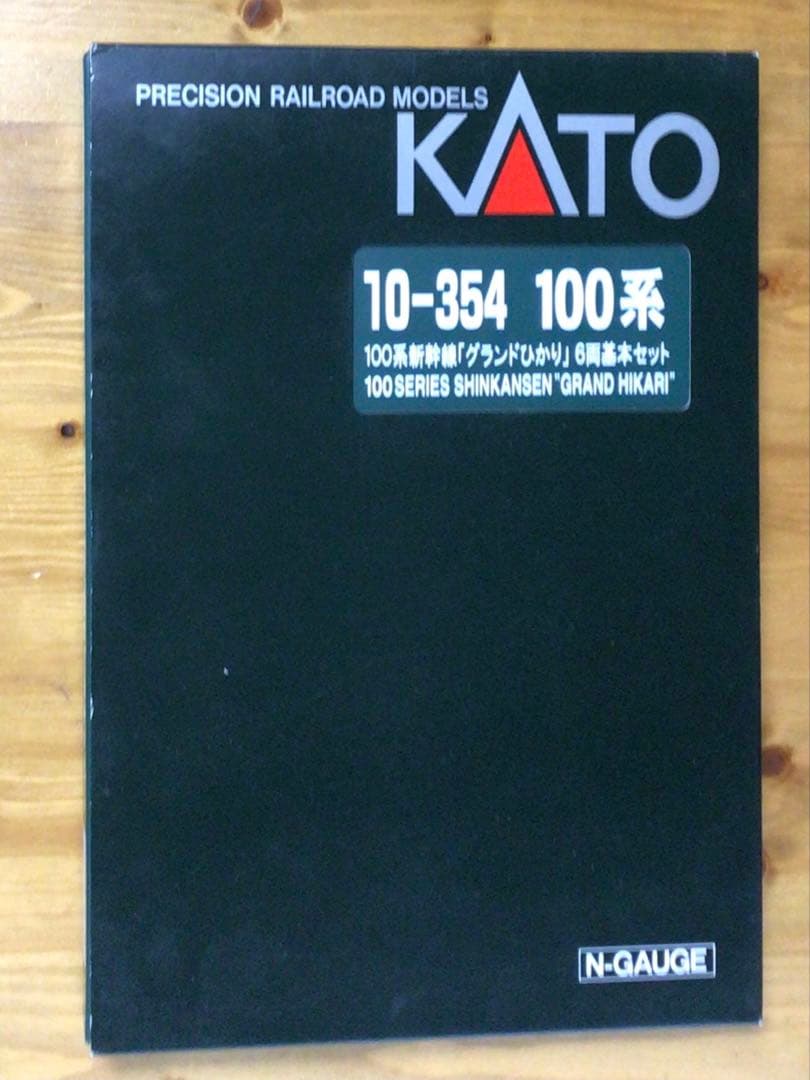 PRECISION RAILROAD MODELS
KATO
10-354 100系
100系新幹線「グランドひかり」6両基本セット
100 SERIES SHINKANSEN "GRAND HIKARI"
N-GAUGE